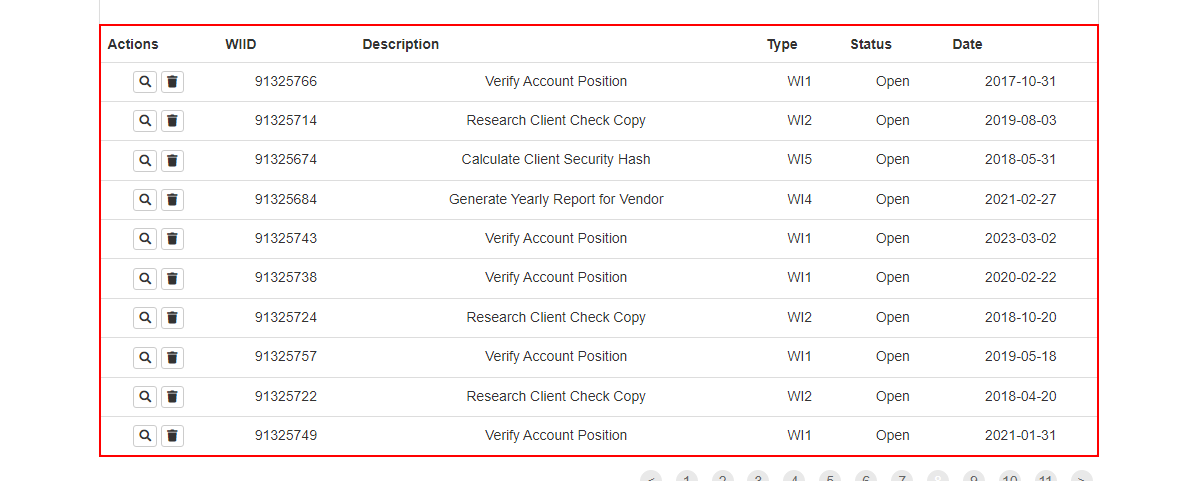 Actions WIID Description Type Status Date
91325766 Verify Account Position WI1 Open 2017-10-31
91325714 Research Client Check Copy WI2 Open 2019-08-03
91325674 Calculate Client Security Hash WI5 Open 2018-05-31
91325684 Generate Yearly Report for Vendor WI4 Open 2021-02-27
91325743 Verify Account Position WI1 Open 2023-03-02
91325738 Verify Account Position WI1 Open 2020-02-22
91325724 Research Client Check Copy WI2 Open 2018-10-20
91325757 Verify Account Position WI1 Open 2019-05-18
91325722 Research Client Check Copy WI2 Open 2018-04-20
91325749 Verify Account Position WI1 Open 2021-01-31
< 1 2 3 4 5 6 7 8 9 10 11 >